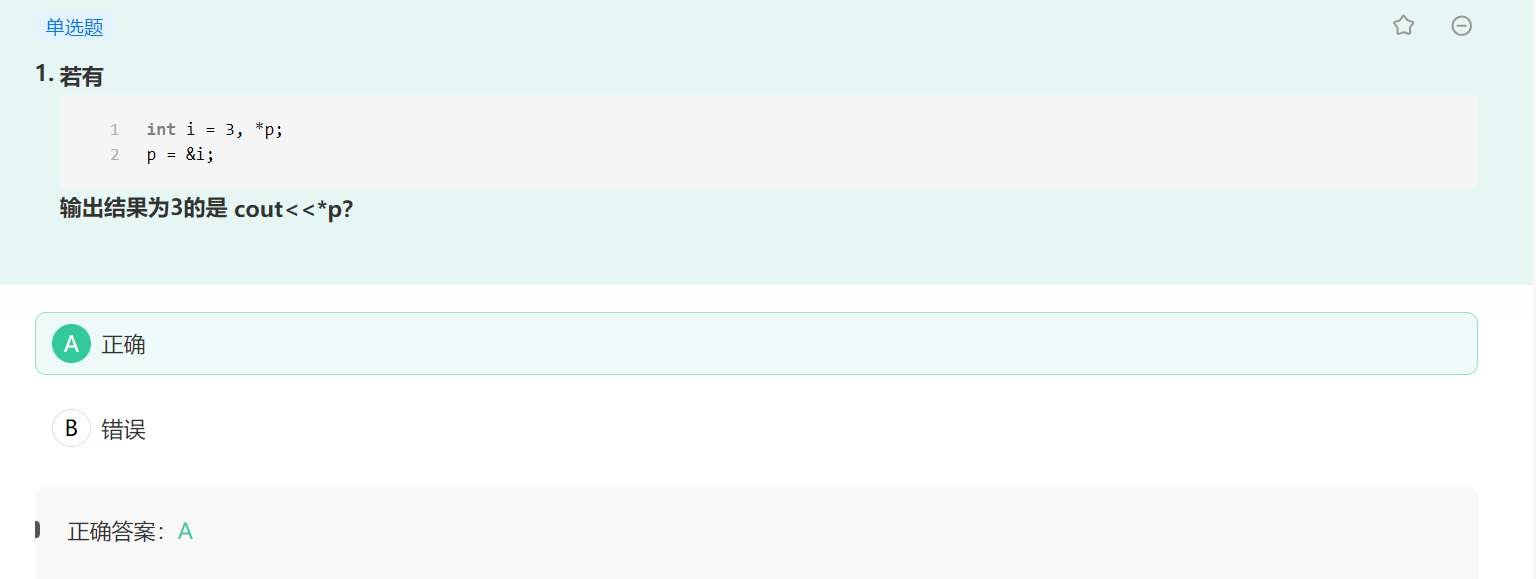 单选题
1. 若有
1 int i = 3, *p;
2 p = &i;
输出结果为3的是 cout<<*p?
A 正确
B 错误
正确答案：A